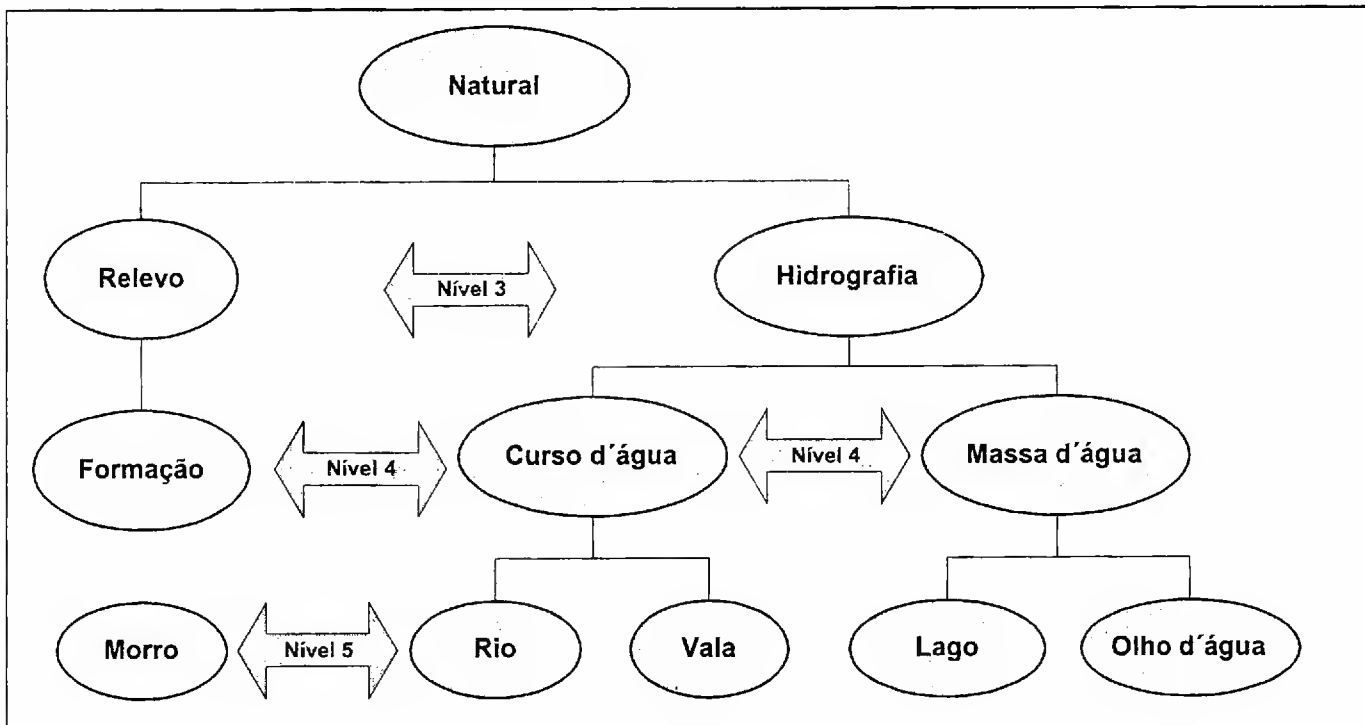 Natural
Relevo
Nível 3
Hidrografia
Formação
Nível 4
Curso d´água
Nível 4
Massa d´água
Morro
Nível 5
Rio
Vala
Lago
Olho d´água